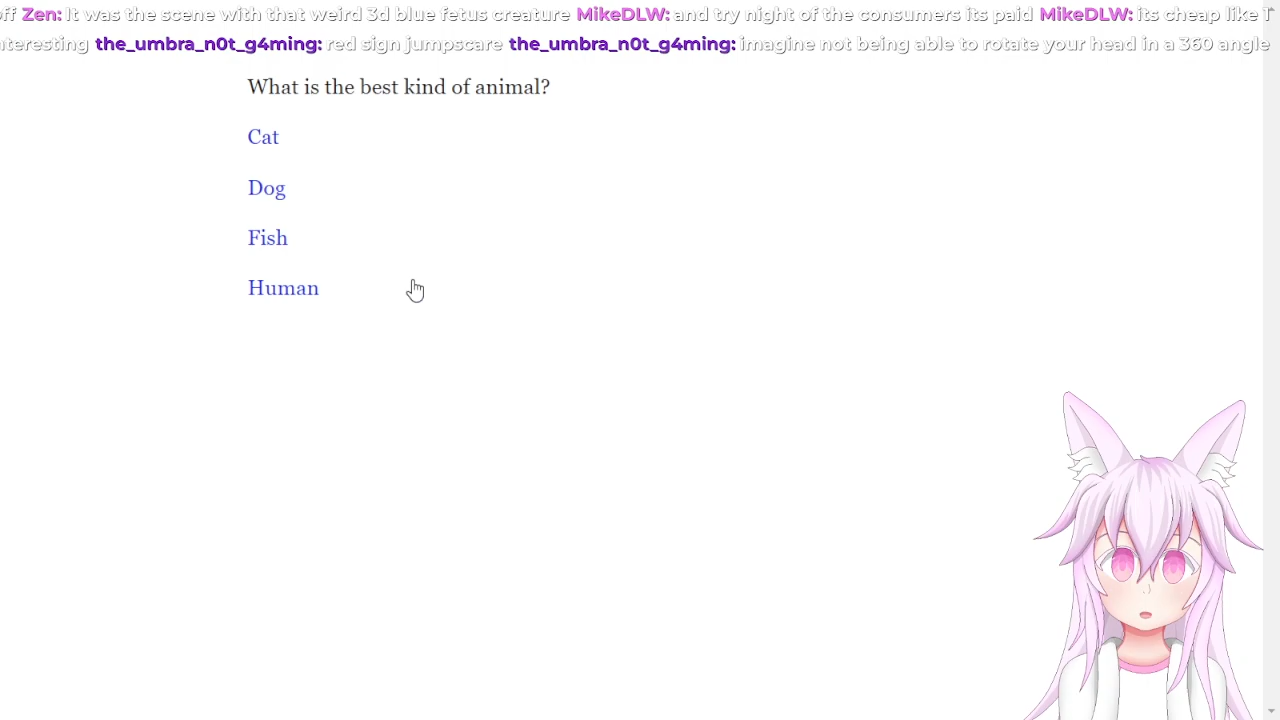 ff Zen: It was the scene with that weird 3d blue fetus creature MikeDLW: and try night of the consumers its paid MikeDLW: its cheap like
nteresting the_umbra_n0t_g4ming: red sign jumpscare the_umbra_n0t_g4ming: imagine not being able to rotate your head in a 360 angle
What is the best kind of animal?
Cat
Dog
Fish
Human